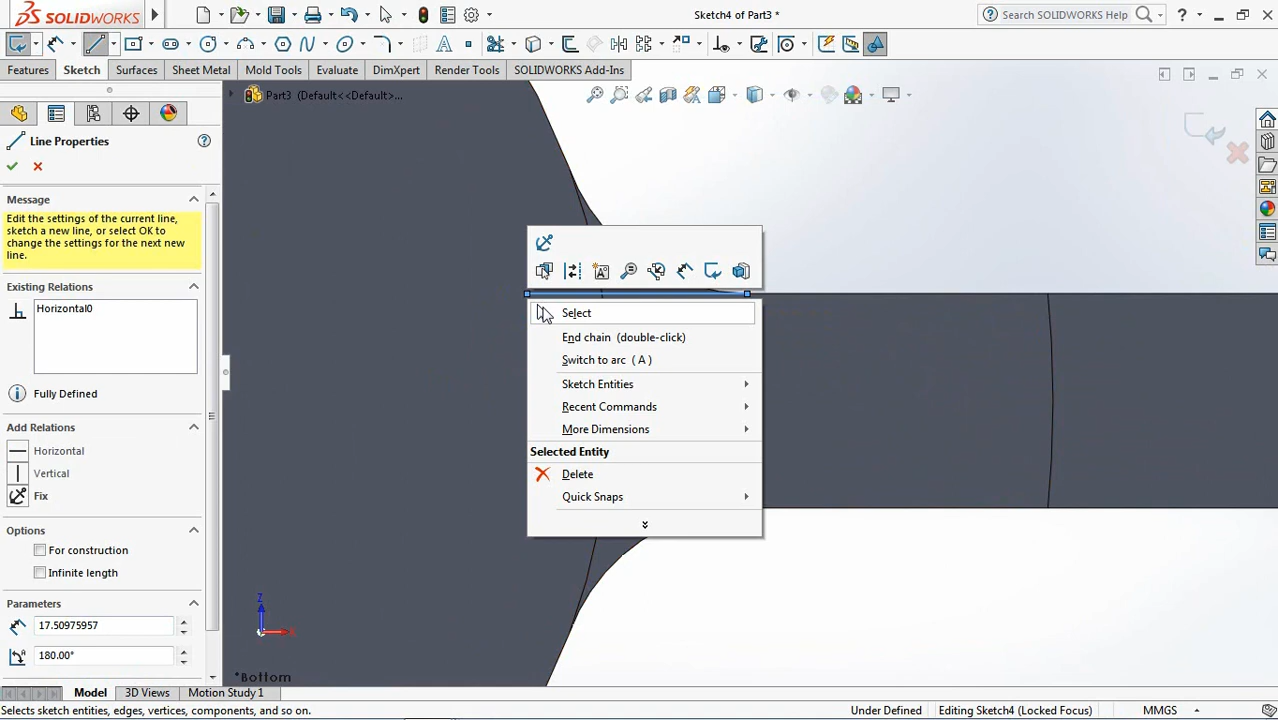 SOLIDWORKS
Sketch4 of Part3 *
Search SOLIDWORKS Help
Features
Sketch
Surfaces
Sheet Metal
Mold Tools
Evaluate
DimXpert
Render Tools
SOLIDWORKS Add-Ins
Part3 (Default<<Default>...
Line Properties
Message
Edit the settings of the current line,
sketch a new line, or select OK to
change the settings for the next new
line.
Existing Relations
Horizontal0
Fully Defined
Add Relations
Horizontal
Vertical
Fix
Options
For construction
Infinite length
Parameters
17.50975957
180.00°
Select
End chain (double-click)
Switch to arc ( A )
Sketch Entities
Recent Commands
More Dimensions
Selected Entity
Delete
Quick Snaps
Z
X
*Bottom
Model
3D Views
Motion Study 1
Selects sketch entities, edges, vertices, components, and so on.
Under Defined
Editing Sketch4 (Locked Focus)
MMGS